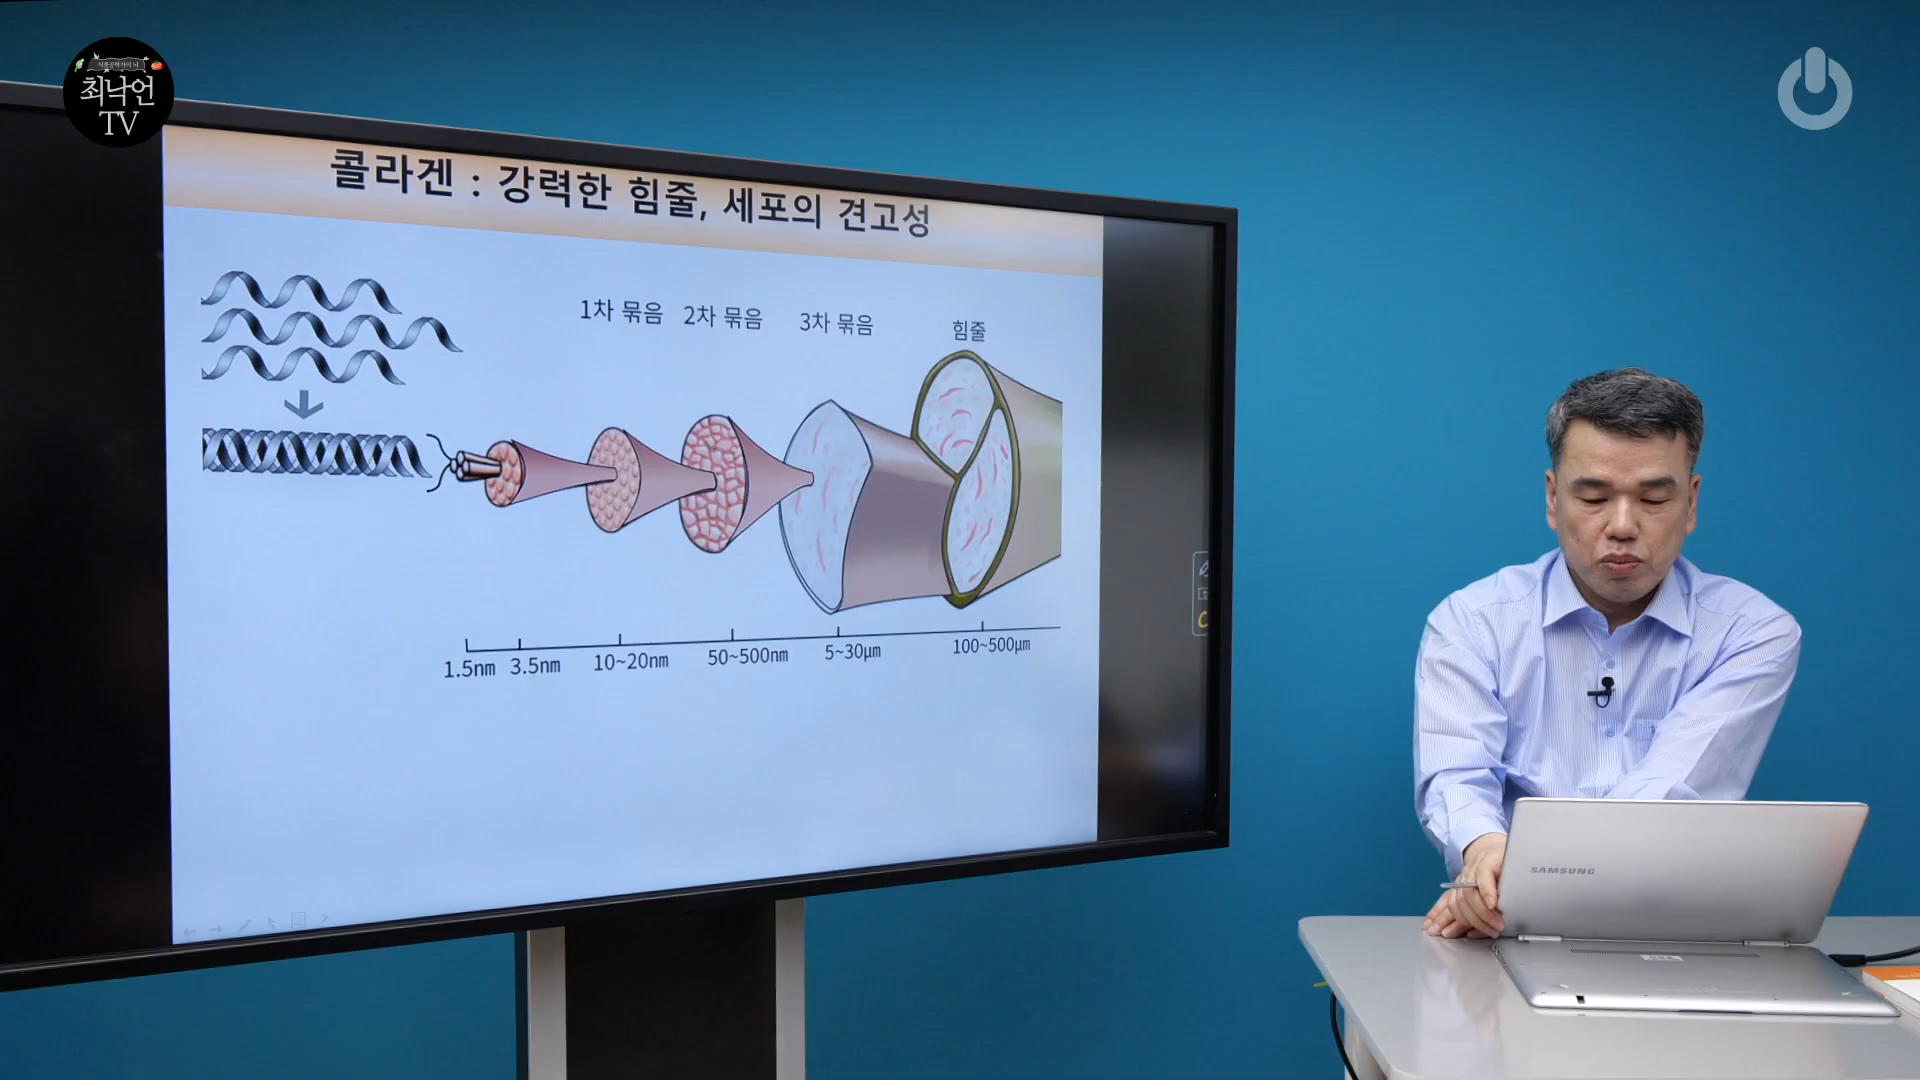 최낙언
TV
콜라겐 : 강력한 힘줄, 세포의 견고성
1차 묶음 2차 묶음 3차 묶음 힘줄
1.5nm 3.5nm 10~20nm 50~500nm 5~30μm 100~500μm
SAMSUNG